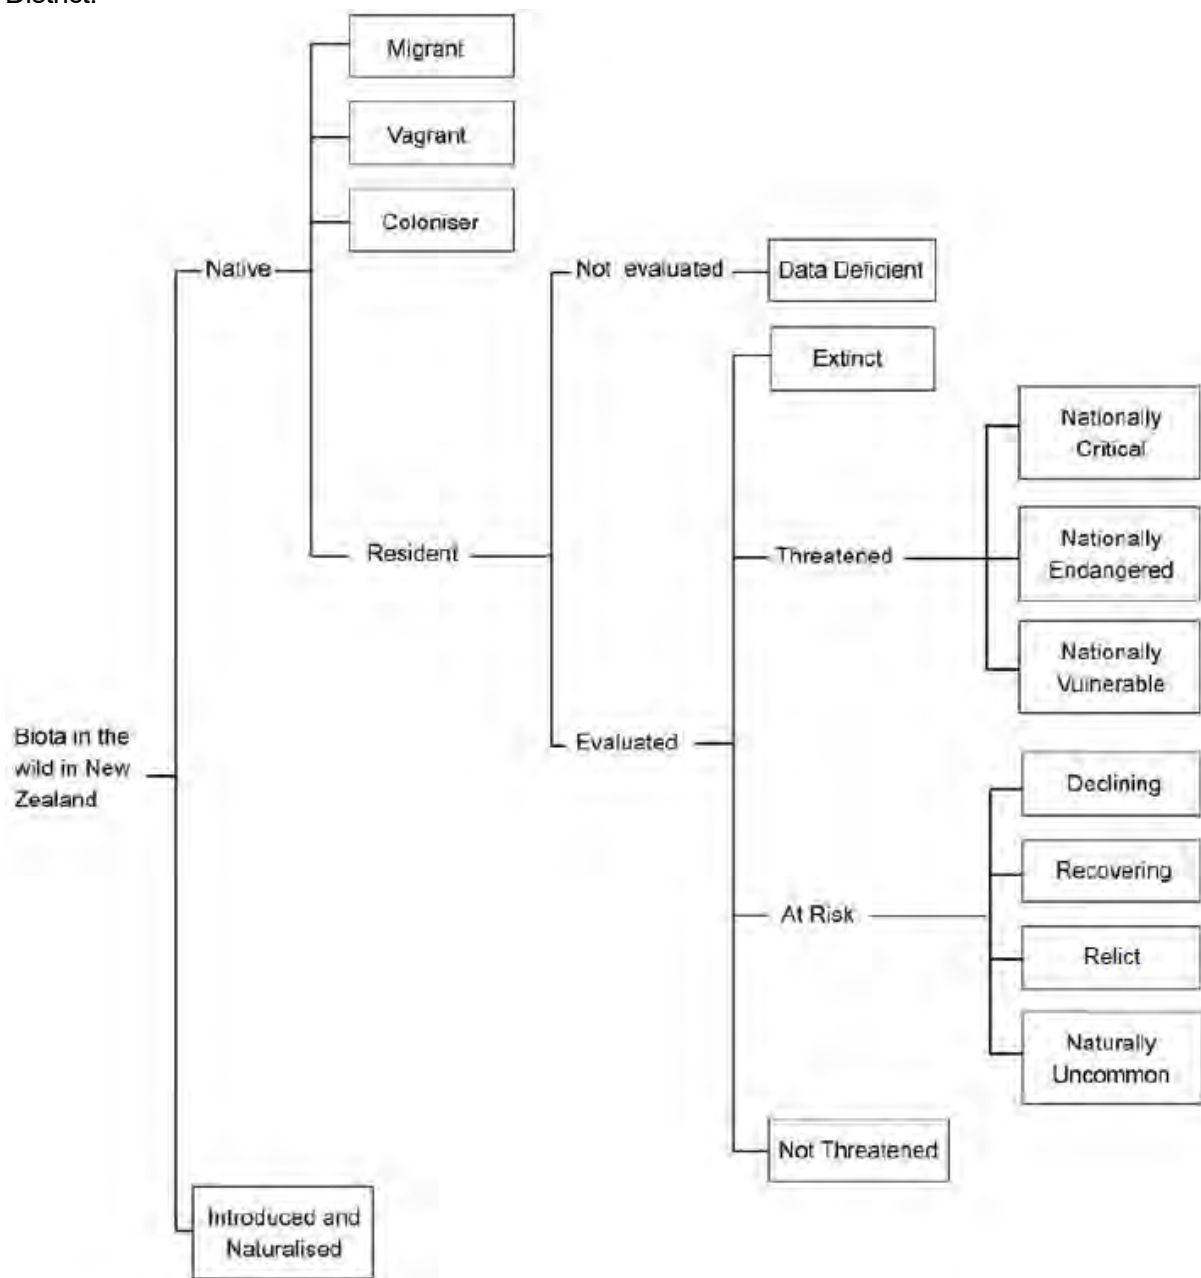 District.
Migrant
Vagrant
Coloniser
Native
Not evaluated
Data Deficient
Extinct
Nationally
Critical
Resident
Threatened
Nationally
Endangered
Nationally
Vulnerable
Biota in the
wild in New
Zealand
Evaluated
Declining
Recovering
At Risk
Relict
Naturally
Uncommon
Not Threatened
Introduced and
Naturalised